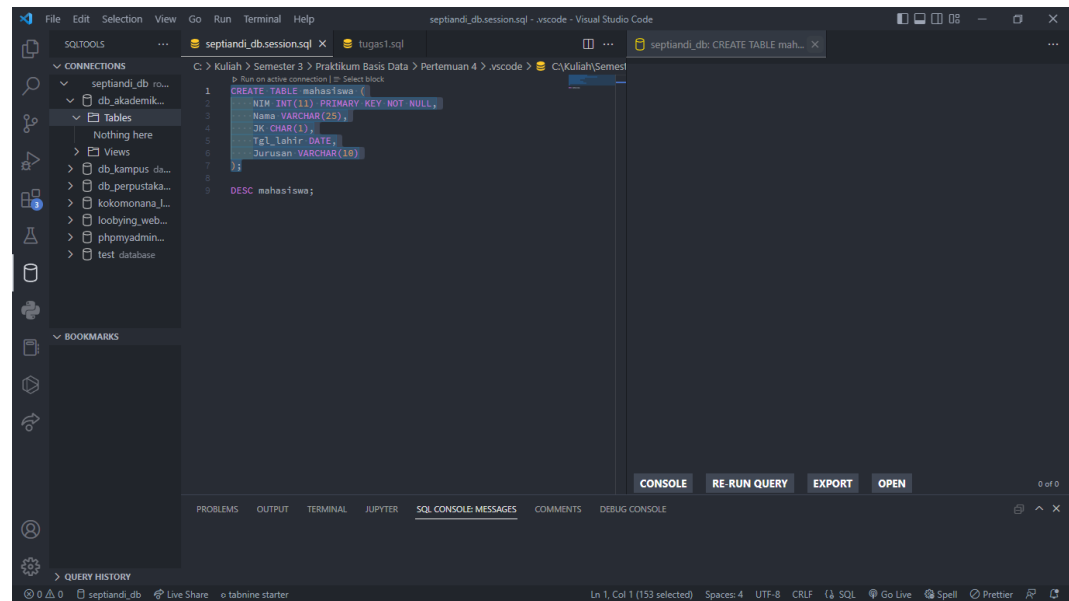 File Edit Selection View Go Run Terminal Help
septiandi_db.session.sql - .vscode - Visual Studio Code
SQLTOOLS
septiandi_db.session.sql
tugas1.sql
septiandi_db: CREATE TABLE mah...
CONNECTIONS
septiandi_db ro...
db_akademik...
Tables
Nothing here
Views
db_kampus da...
db_perpustaka...
kokomonana_l...
loobying_web...
phpmyadmin...
test database
BOOKMARKS
QUERY HISTORY
3
C: > Kuliah > Semester 3 > Praktikum Basis Data > Pertemuan 4 > .vscode > C:\Kuliah\Semest
Run on active connection | Select block
1 CREATE TABLE mahasiswa (
2 NIM INT(11) PRIMARY KEY NOT NULL,
3 Nama VARCHAR(25),
4 JK CHAR(1),
5 Tgl_lahir DATE,
6 Jurusan VARCHAR(10)
7 );
8
9 DESC mahasiswa;
CONSOLE RE-RUN QUERY EXPORT OPEN 0 of 0
PROBLEMS OUTPUT TERMINAL JUPYTER SQL CONSOLE: MESSAGES COMMENTS DEBUG CONSOLE
0 0 septiandi_db Live Share tabnine starter Ln 1, Col 1 (153 selected) Spaces: 4 UTF-8 CRLF SQL Go Live Spell Prettier